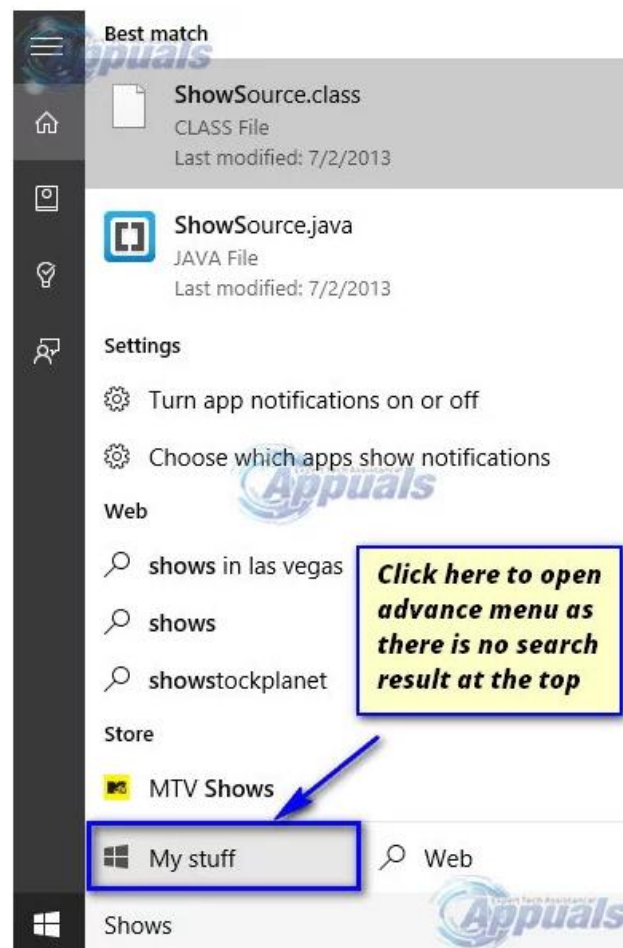 Best match
Appuals
ShowSource.class
CLASS File
Last modified: 7/2/2013
ShowSource.java
JAVA File
Last modified: 7/2/2013
Settings
Turn app notifications on or off
Choose which apps show notifications
Appuals
Web
shows in las vegas
shows
showstockplanet
Click here to open
advance menu as
there is no search
result at the top
Store
MTV Shows
My stuff
Web
Shows
Expert Tech Assistance!
Appuals